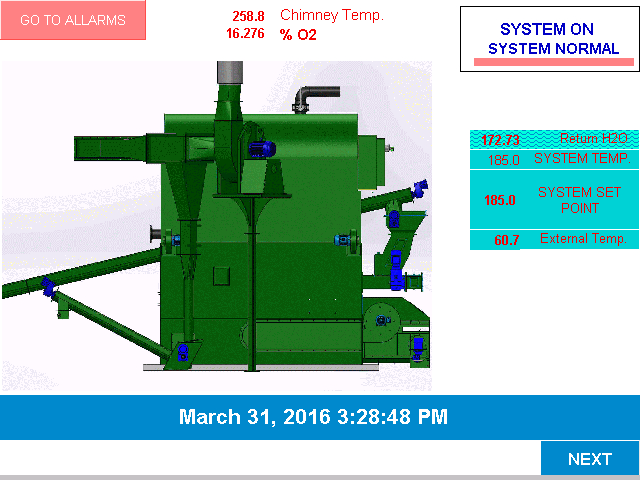 GO TO ALLARMS
258.8 Chimney Temp.
16.276 % O2
SYSTEM ON
SYSTEM NORMAL
172.73 Return H2O
185.0 SYSTEM TEMP
185.0 SYSTEM SET
POINT
60.7 External Temp.
March 31, 2016 3:28:48 PM
NEXT